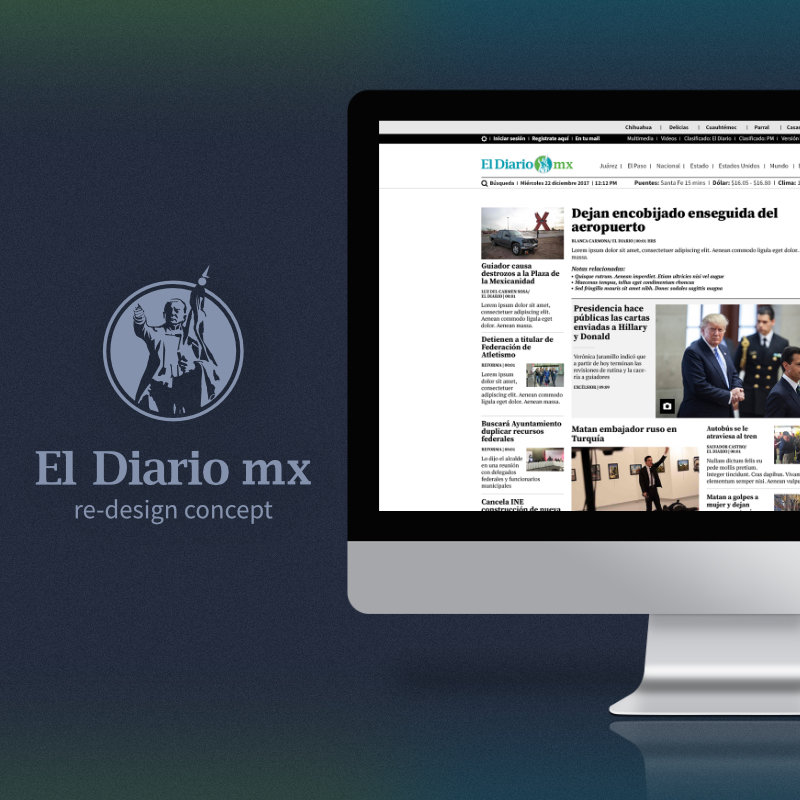 El Diario mx
re-design concept
Chihuahua | Delicias | Cuauhtémoc | Parral | Casas
Iniciar sesión | Regístrate aquí | En tu mail
Multimedia | Videos | Clasificado: El Diario | Clasificado: PM | Versión
El Diario mx
Juárez | El Paso | Nacional | Estado | Estados Unidos | Mundo |
Búsqueda | Miércoles 22 diciembre 2017 | 12:12 PM
Puentes: Santa Fe 15 mins | Dólar: $16.05 - $16.80 | Clima:
Guiador causa
destrozos a la Plaza de
la Mexicanidad
LUZ DEL CARMEN SOSA/
EL DIARIO | 00:01
Lorem ipsum
dolor sit amet,
consectetuer
adipiscing elit.
Aenean commodo
ligula eget
dolor. Aenean massa.
Detienen a titular de
Federación de
Atletismo
REFORMA | 00:01
Lorem ipsum
dolor sit amet,
consectetuer
adipiscing elit. Aenean commodo
ligula eget dolor. Aenean massa.
Buscará Ayuntamiento
duplicar recursos
federales
REFORMA | 00:01
Le dijo el alcalde
en una reunión
con delegados
federales y funcionarios
municipales
Cancela INE
construcción de nueva
Dejan encobijado enseguida del
aeropuerto
BLANCA CARMONA/ EL DIARIO | 00:01 HRS
Lorem ipsum dolor sit amet, consectetuer adipiscing elit. Aenean commodo ligula eget dolor. Aenean
massa.
Notas relacionadas:
• Quisque rutrum. Aenean imperdiet. Etiam ultricies nisi vel augue
• Maecenas tempus, tellus eget condimentum rhoncus
• Sed fringilla mauris sit amet nibh. Donec sodales sagittis magna
Presidencia hace
públicas las cartas
enviadas a Hillary
y Donald
Verónica Jaramillo indicó que
a partir de hoy terminan las
revisiones de rutina y la cace-
ría a guiadores
EXCELSIOR | 09:09
Matan embajador ruso en
Turquía
Autobús se le
atraviesa al tren
SALVADOR CASTRO/
EL DIARIO | 00:01
Nullam dictum felis eu
pede mollis pretium.
Integer tincidunt. Cras dapibus.
elementum semper nisi. Aenean
Matan a golpes a
mujer y dejan